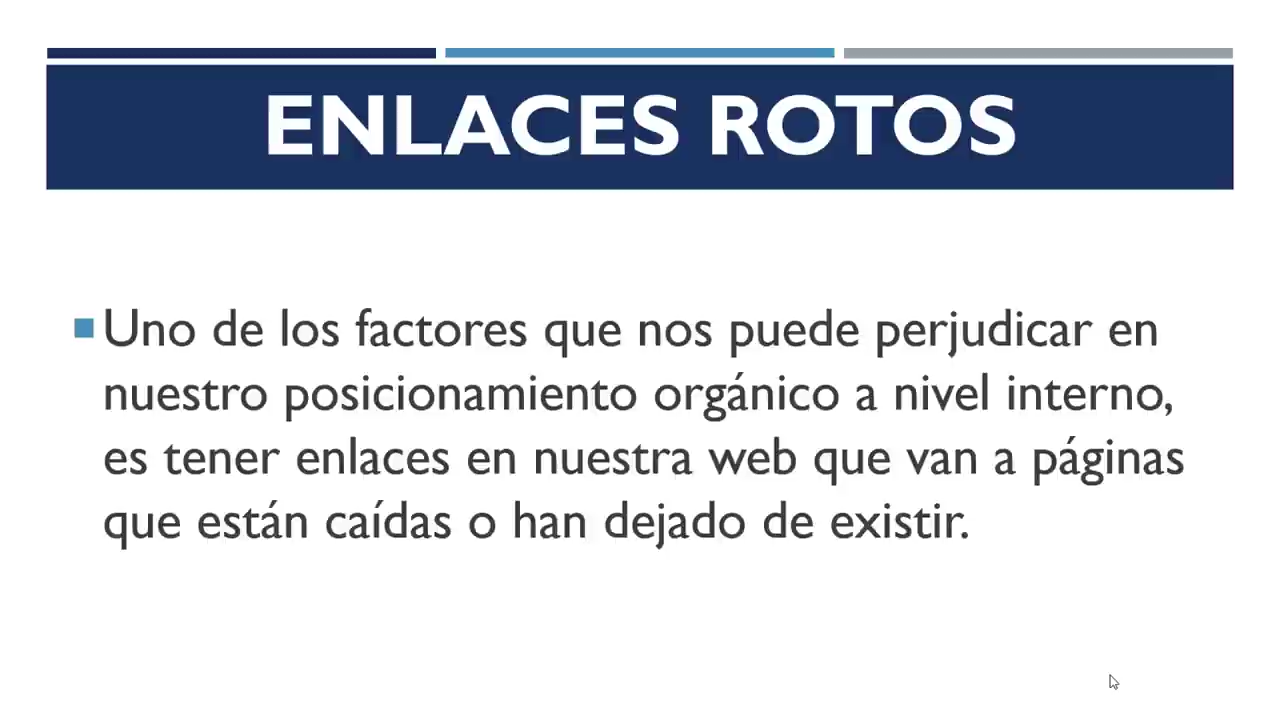 ENLACES ROTOS
Uno de los factores que nos puede perjudicar en
nuestro posicionamiento orgánico a nivel interno,
es tener enlaces en nuestra web que van a páginas
que están caídas o han dejado de existir.